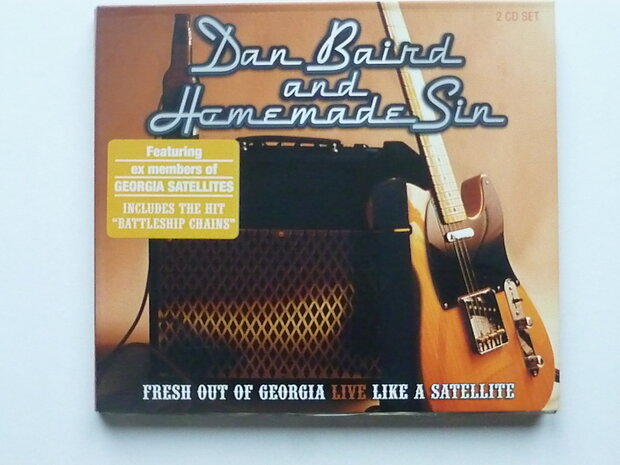 2 CD SET
Dan Baird
and
Homemade Sin
Featuring
ex members of
GEORGIA SATELLITES
INCLUDES THE HIT
"BATTLESHIP CHAINS"
FRESH OUT OF GEORGIA LIVE LIKE A SATELLITE